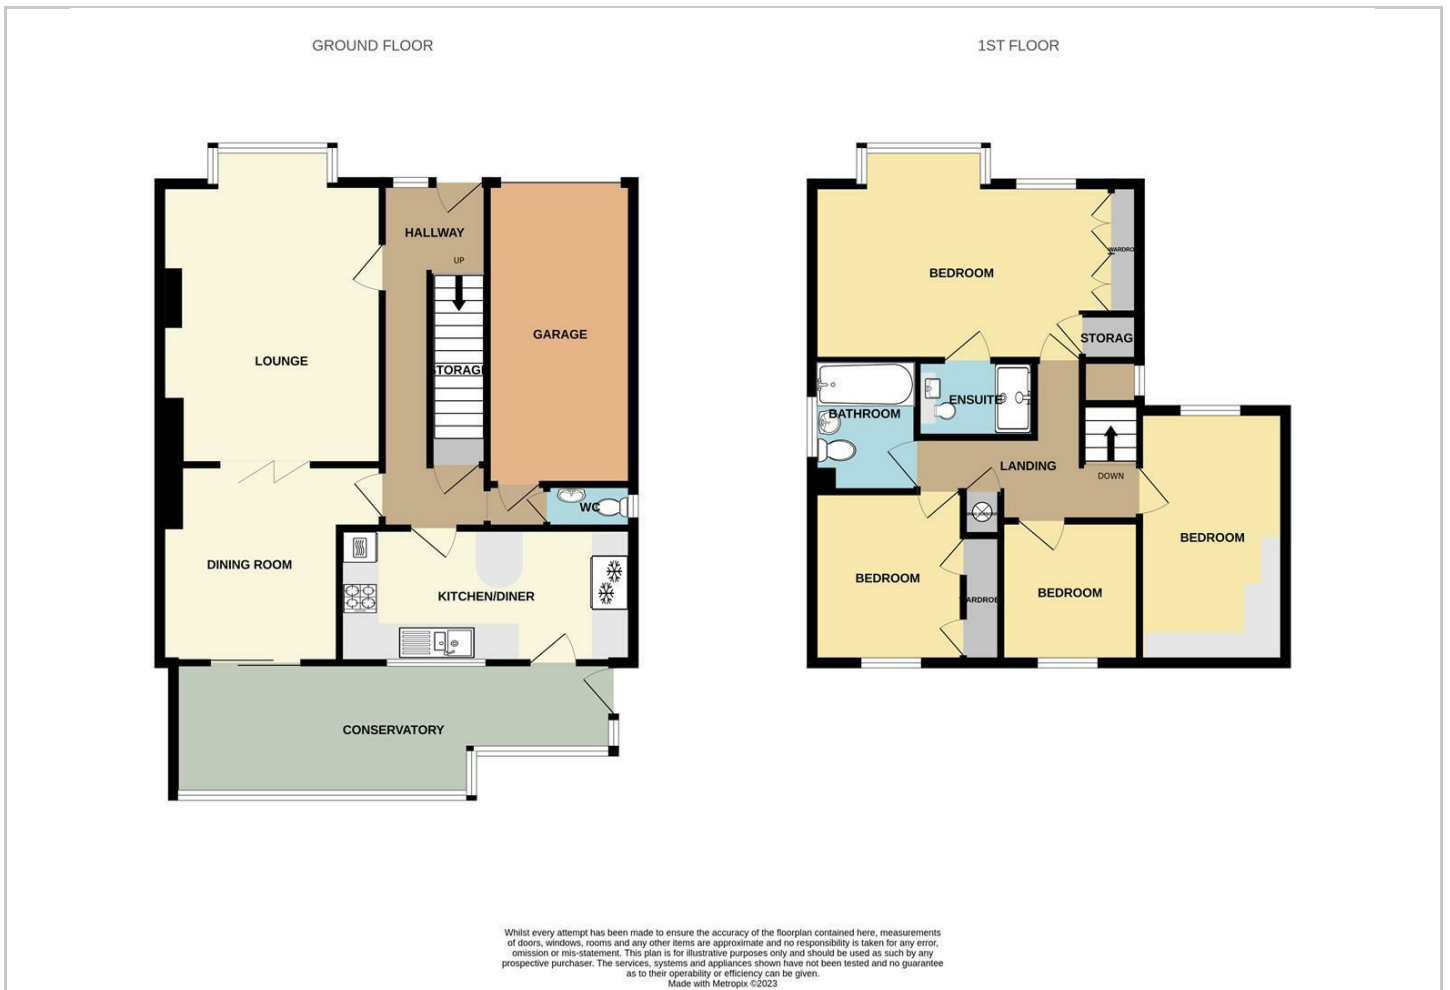 GROUND FLOOR
1ST FLOOR
HALLWAY
UP
GARAGE
LOUNGE
STORAGE
WC
DINING ROOM
KITCHEN/DINER
CONSERVATORY
BEDROOM
WARDROB
STORAG
ENSUITE
BATHROOM
LANDING
DOWN
BEDROOM
BEDROOM
BEDROOM
WARDROBE
Whilst every attempt has been made to ensure the accuracy of the floorplan contained here, measurements
of doors, windows, rooms and any other items are approximate and no responsibility is taken for any error,
omission or mis-statement. This plan is for illustrative purposes only and should be used as such by any
prospective purchaser. The services, systems and appliances shown have not been tested and no guarantee
as to their operability or efficiency can be given.
Made with Metropix ©2023